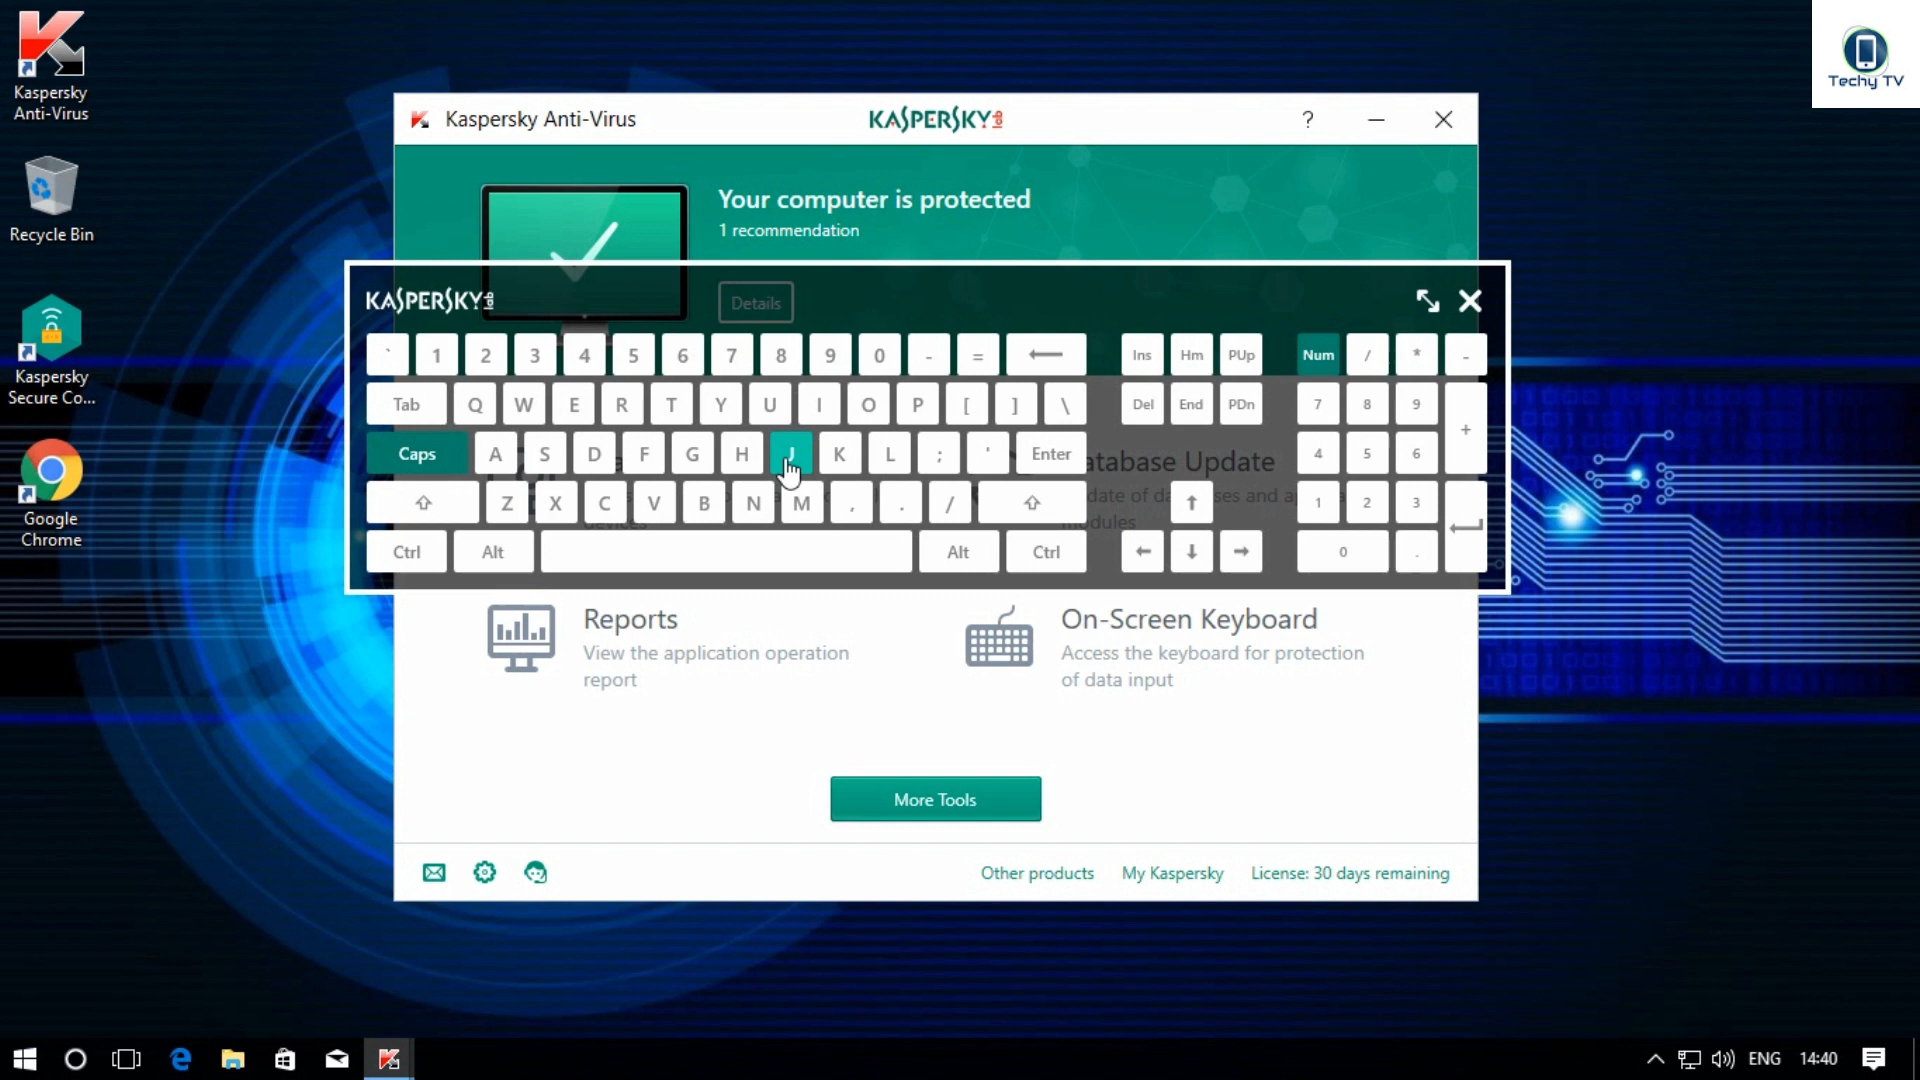 Kaspersky
Anti-Virus
Recycle Bin
Kaspersky
Secure Co...
Google
Chrome
Techy TV
Kaspersky Anti-Virus
KASPERSKY lab
?
Your computer is protected
1 recommendation
Details
KASPERSKY lab
` 1 2 3 4 5 6 7 8 9 0 - = Ins Hm PUp Num / * -
Tab Q W E R T Y U I O P [ ] \ Del End PDn 7 8 9 +
Caps A S D F G H J K L ; ' Enter 4 5 6
Database Update
Z X C V B N M , . / 1 2 3
modules
Ctrl Alt Alt Ctrl 0 .
Reports
View the application operation
report
On-Screen Keyboard
Access the keyboard for protection
of data input
More Tools
Other products My Kaspersky License: 30 days remaining
ENG 14:40